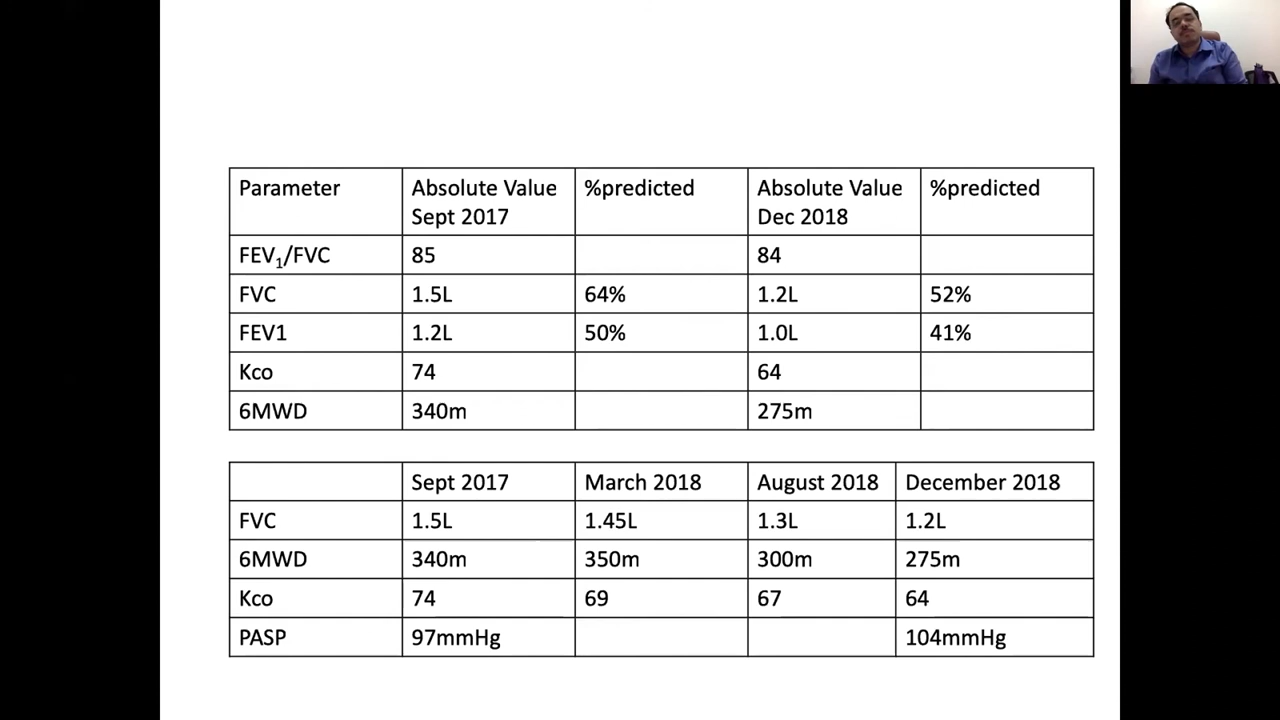 Parameter Absolute Value Sept 2017 %predicted Absolute Value Dec 2018 %predicted
FEV₁/FVC 85 84
FVC 1.5L 64% 1.2L 52%
FEV1 1.2L 50% 1.0L 41%
Kco 74 64
6MWD 340m 275m
Sept 2017 March 2018 August 2018 December 2018
FVC 1.5L 1.45L 1.3L 1.2L
6MWD 340m 350m 300m 275m
Kco 74 69 67 64
PASP 97mmHg 104mmHg